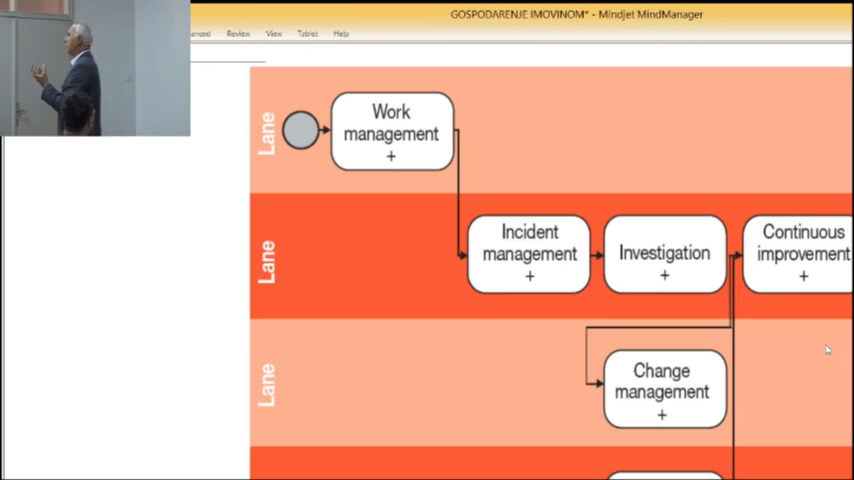 GOSPODARENJE IMOVINOM* - Mindjet MindManager
Review View Tablet Help
Lane
Work
management
+
Lane
Incident
management
+
Investigation
+
Continuous
improvement
+
Lane
Change
management
+